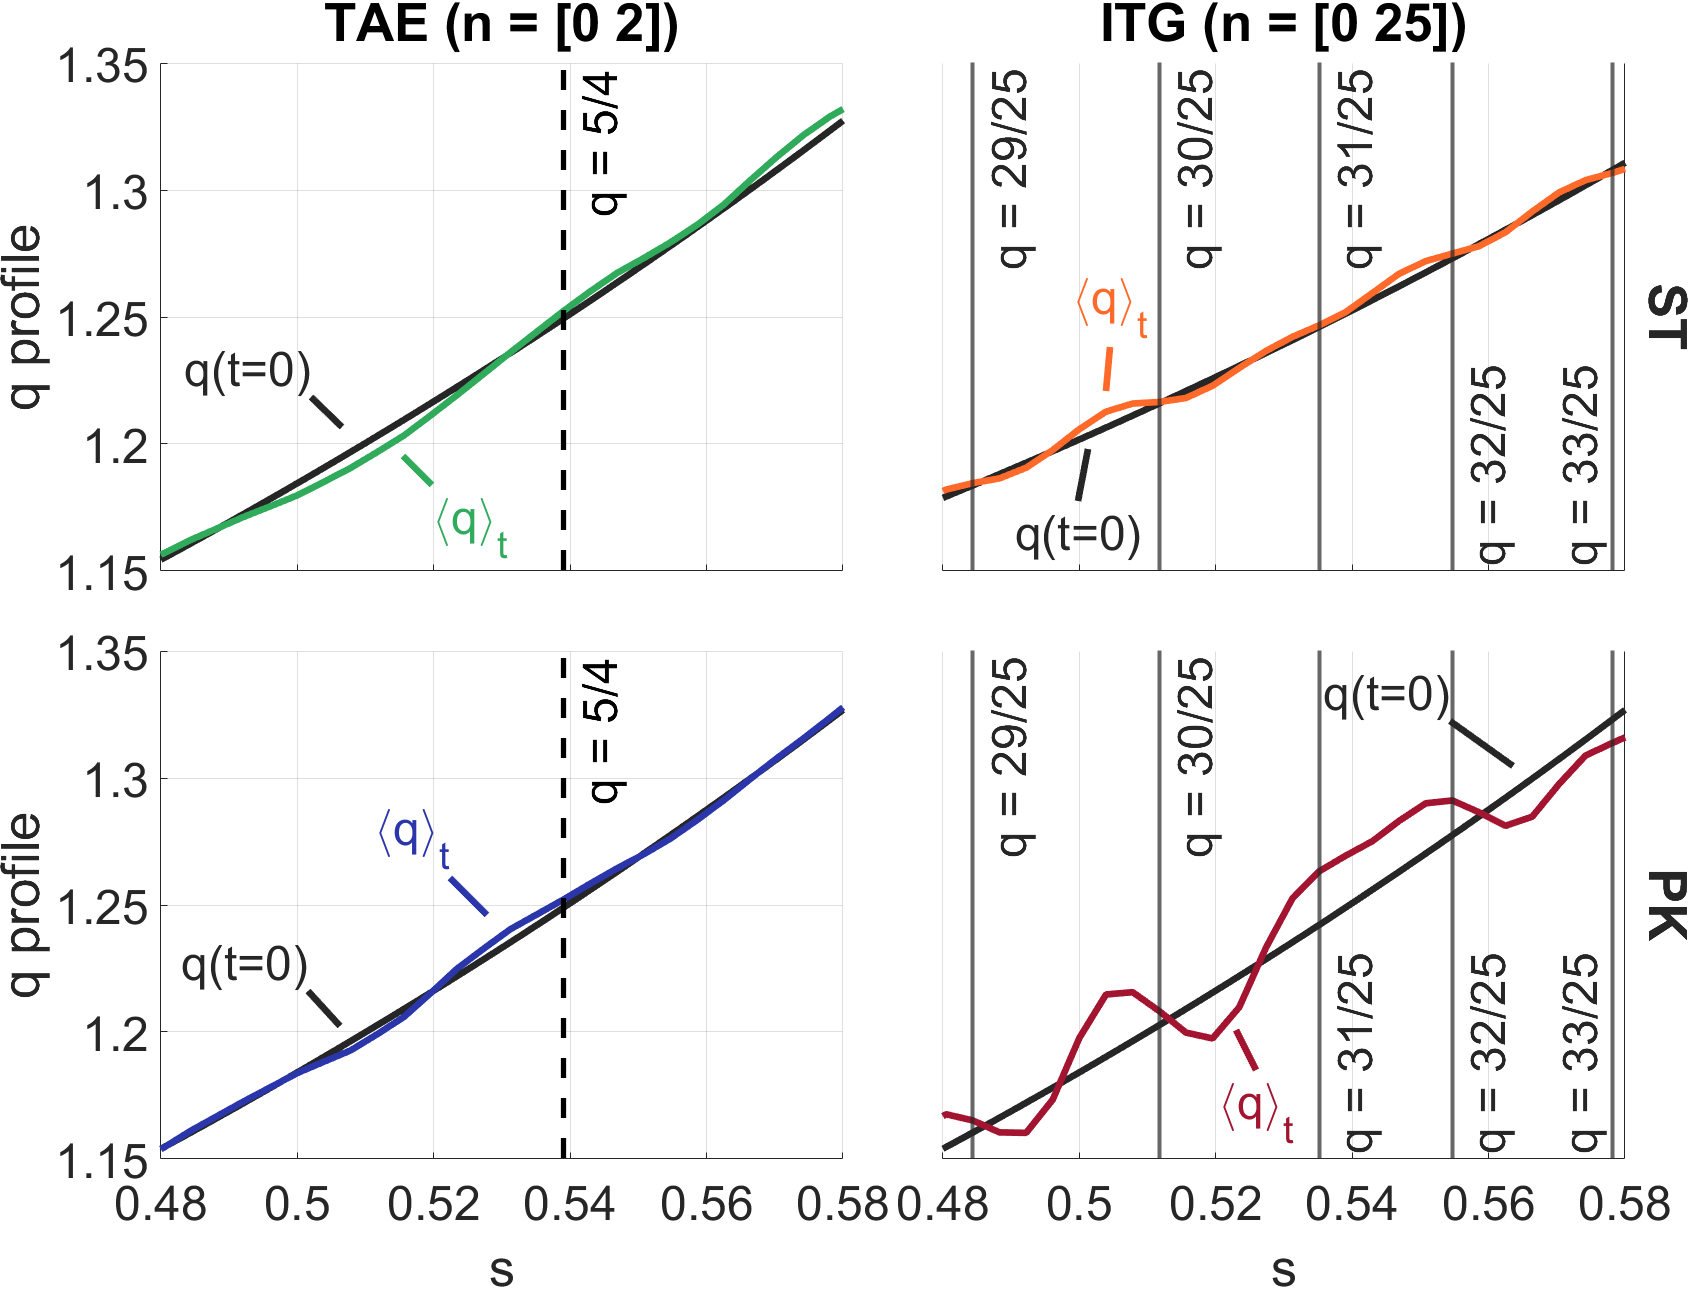 TAE (n = [0 2])
ITG (n = [0 25])
1.35
1.3
1.25
1.2
1.15
q profile
q = 5/4
q(t=0)
⟨q⟩t
q = 29/25
q = 30/25
q = 31/25
q = 32/25
q = 33/25
⟨q⟩t
q(t=0)
ST
1.35
1.3
1.25
1.2
1.15
q profile
q = 5/4
⟨q⟩t
q(t=0)
q = 29/25
q = 30/25
q(t=0)
q = 31/25
q = 32/25
q = 33/25
⟨q⟩t
PK
0.48 0.5 0.52 0.54 0.56 0.58
0.48 0.5 0.52 0.54 0.56 0.58
s
s